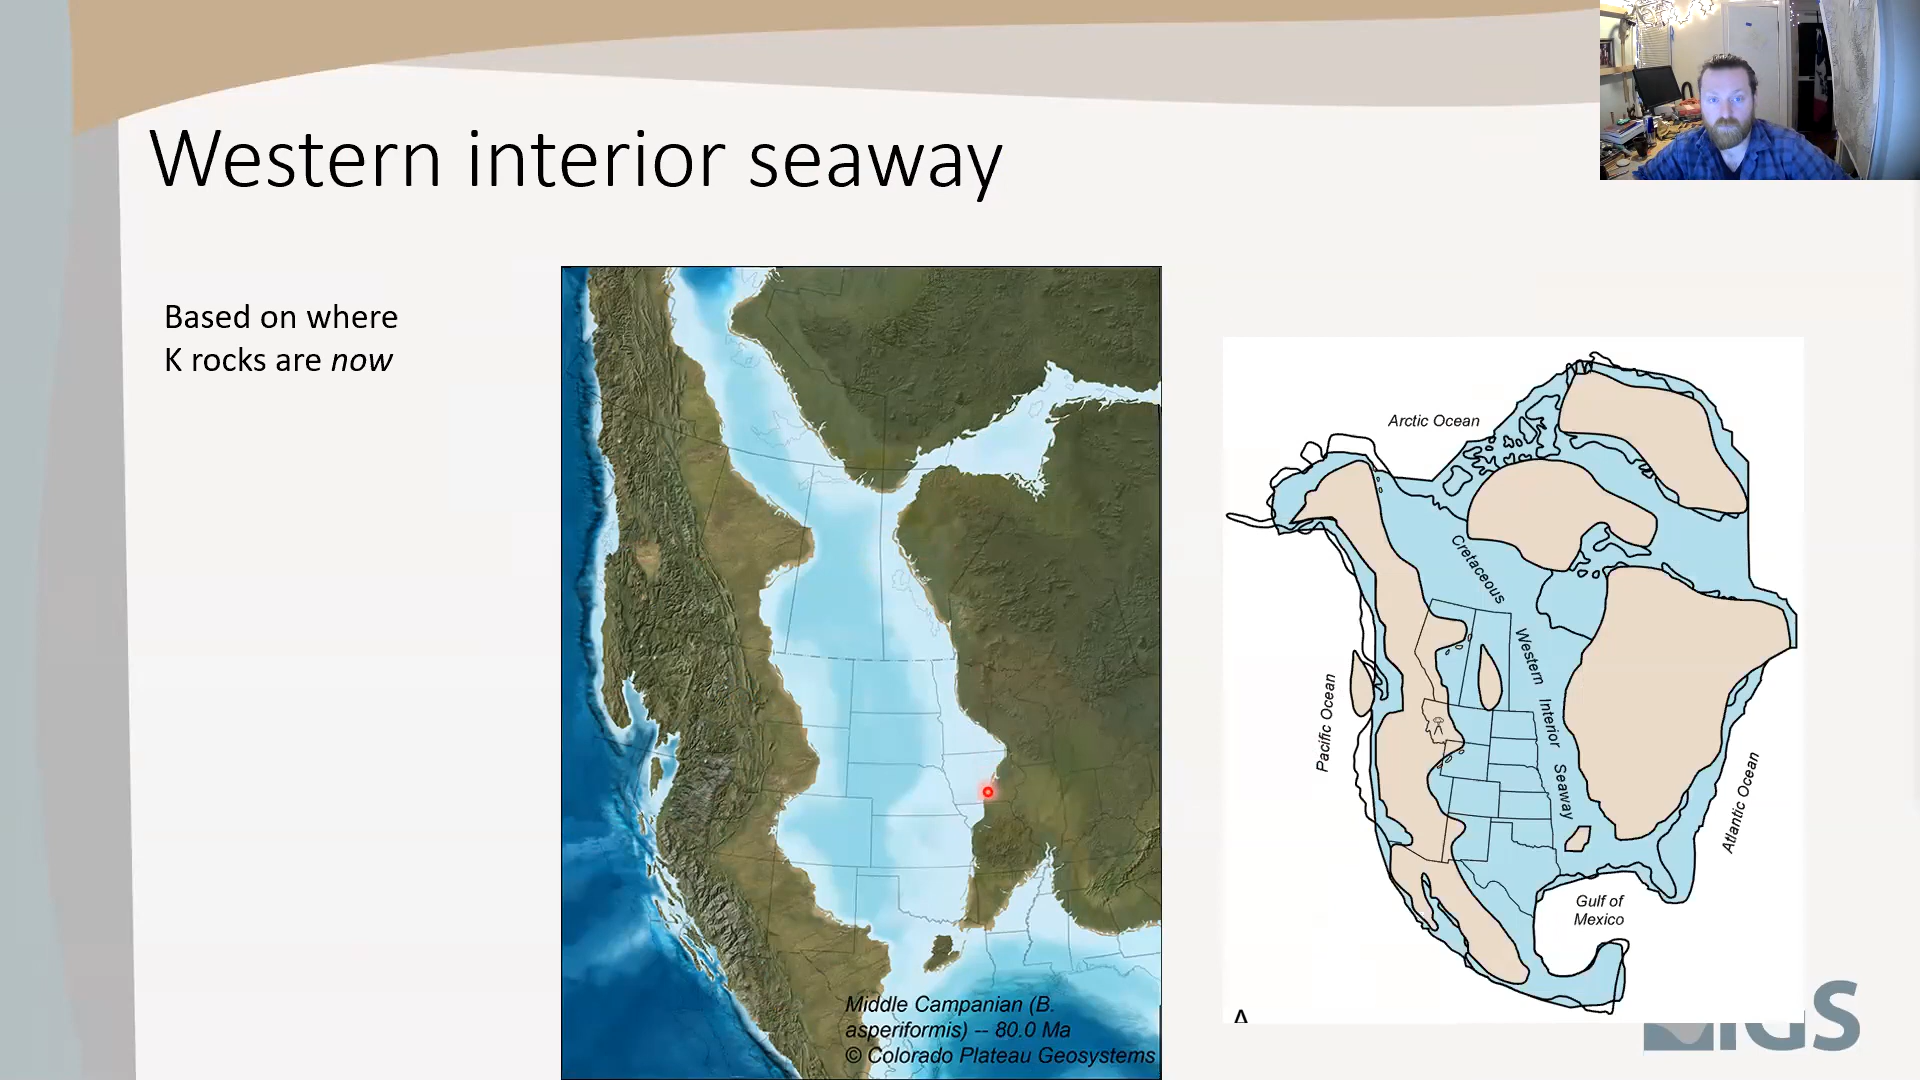 Western interior seaway
Based on where
K rocks are now
Middle Campanian (B.
asperiformis) -- 80.0 Ma
© Colorado Plateau Geosystems
Arctic Ocean
Cretaceous
Western Interior Seaway
Pacific Ocean
Atlantic Ocean
Gulf of
Mexico
A
IGS